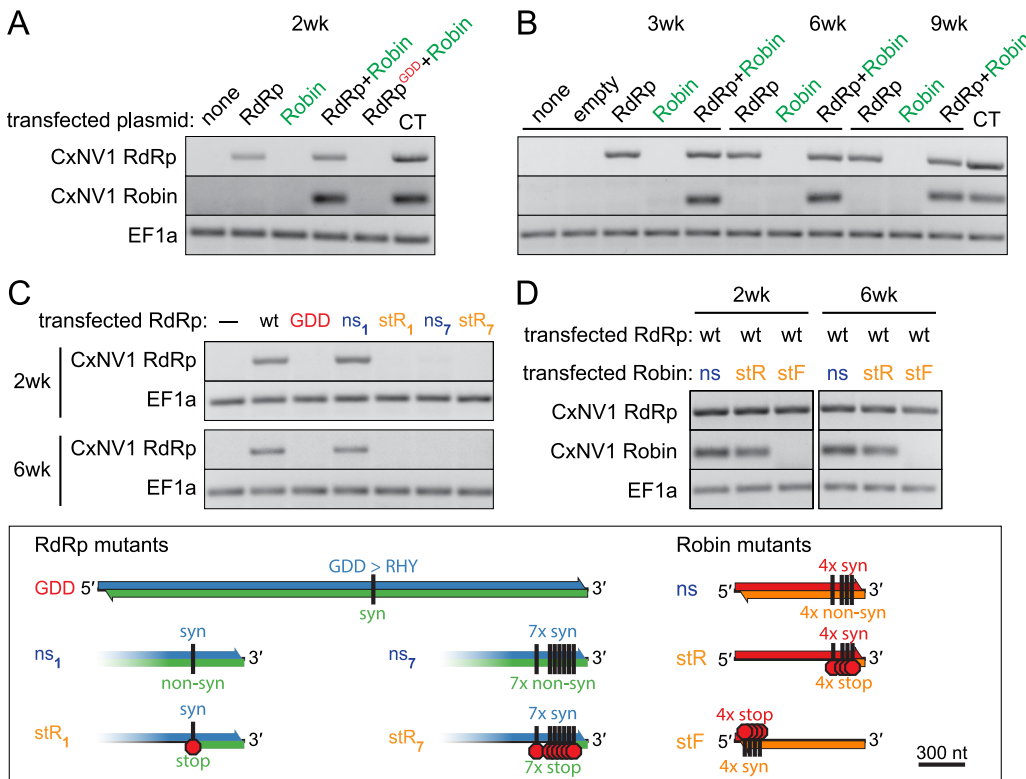 A
2wk
transfected plasmid: none RdRp Robin RdRp+Robin RdRpGDD+Robin CT
CxNV1 RdRp
CxNV1 Robin
EF1a
B
3wk 6wk 9wk
none empty RdRp Robin RdRp+Robin RdRp Robin RdRp+Robin RdRp Robin RdRp+Robin CT
C
transfected RdRp: — wt GDD ns1 stR1 ns7 stR7
2wk
CxNV1 RdRp
EF1a
6wk
CxNV1 RdRp
EF1a
D
2wk 6wk
transfected RdRp: wt wt wt wt wt wt
transfected Robin: ns stR stF ns stR stF
CxNV1 RdRp
CxNV1 Robin
EF1a
RdRp mutants
GDD > RHY
GDD 5′ 3′
syn
syn
ns1 3′
non-syn
syn
stR1 3′
stop
7x syn
ns7 3′
7x non-syn
7x syn
stR7 3′
7x stop
Robin mutants
4x syn
ns 5′ 3′
4x non-syn
4x syn
stR 5′ 3′
4x stop
4x stop
stF 5′ 3′
4x syn
300 nt